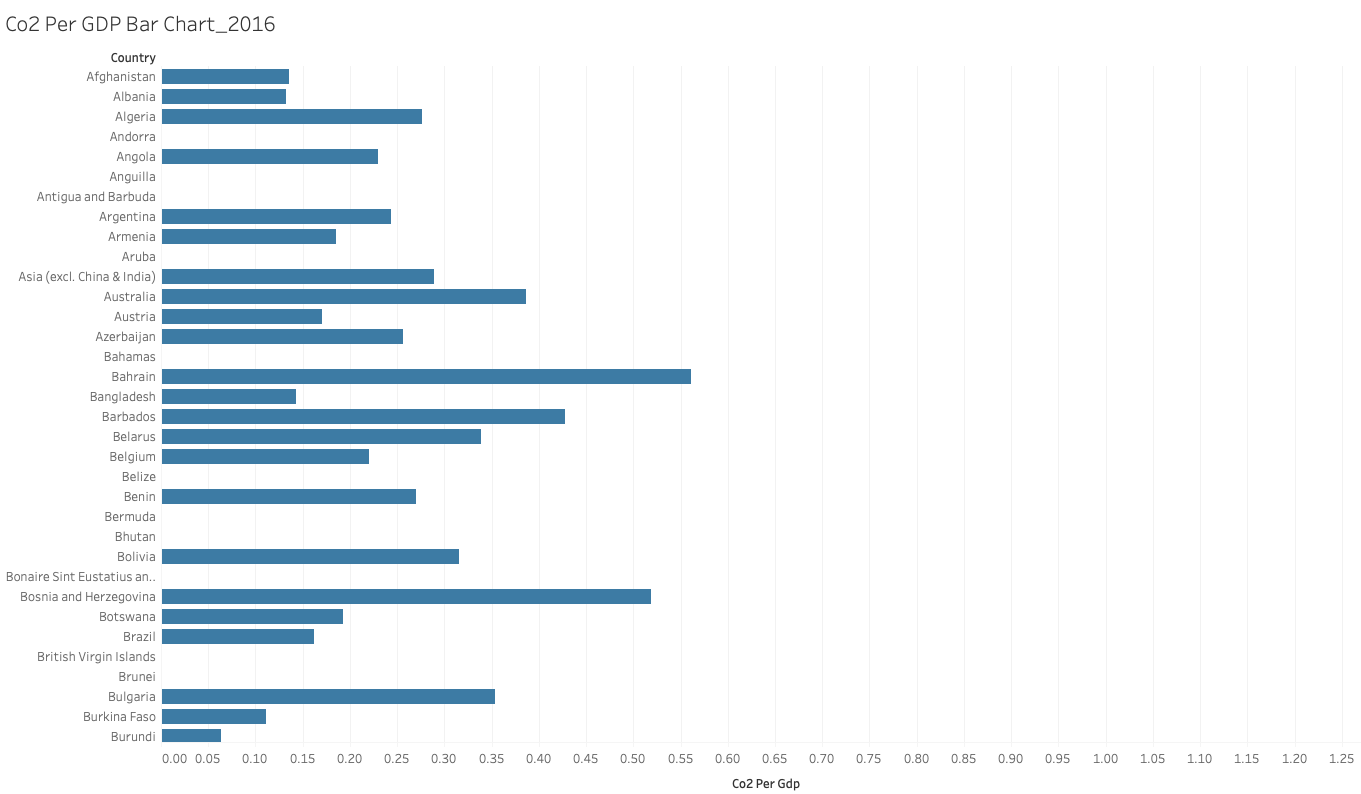 Co2 Per GDP Bar Chart_2016
Country
Afghanistan
Albania
Algeria
Andorra
Angola
Anguilla
Antigua and Barbuda
Argentina
Armenia
Aruba
Asia (excl. China & India)
Australia
Austria
Azerbaijan
Bahamas
Bahrain
Bangladesh
Barbados
Belarus
Belgium
Belize
Benin
Bermuda
Bhutan
Bolivia
Bonaire Sint Eustatius an..
Bosnia and Herzegovina
Botswana
Brazil
British Virgin Islands
Brunei
Bulgaria
Burkina Faso
Burundi
0.00 0.05 0.10 0.15 0.20 0.25 0.30 0.35 0.40 0.45 0.50 0.55 0.60 0.65 0.70 0.75 0.80 0.85 0.90 0.95 1.00 1.05 1.10 1.15 1.20 1.25
Co2 Per Gdp